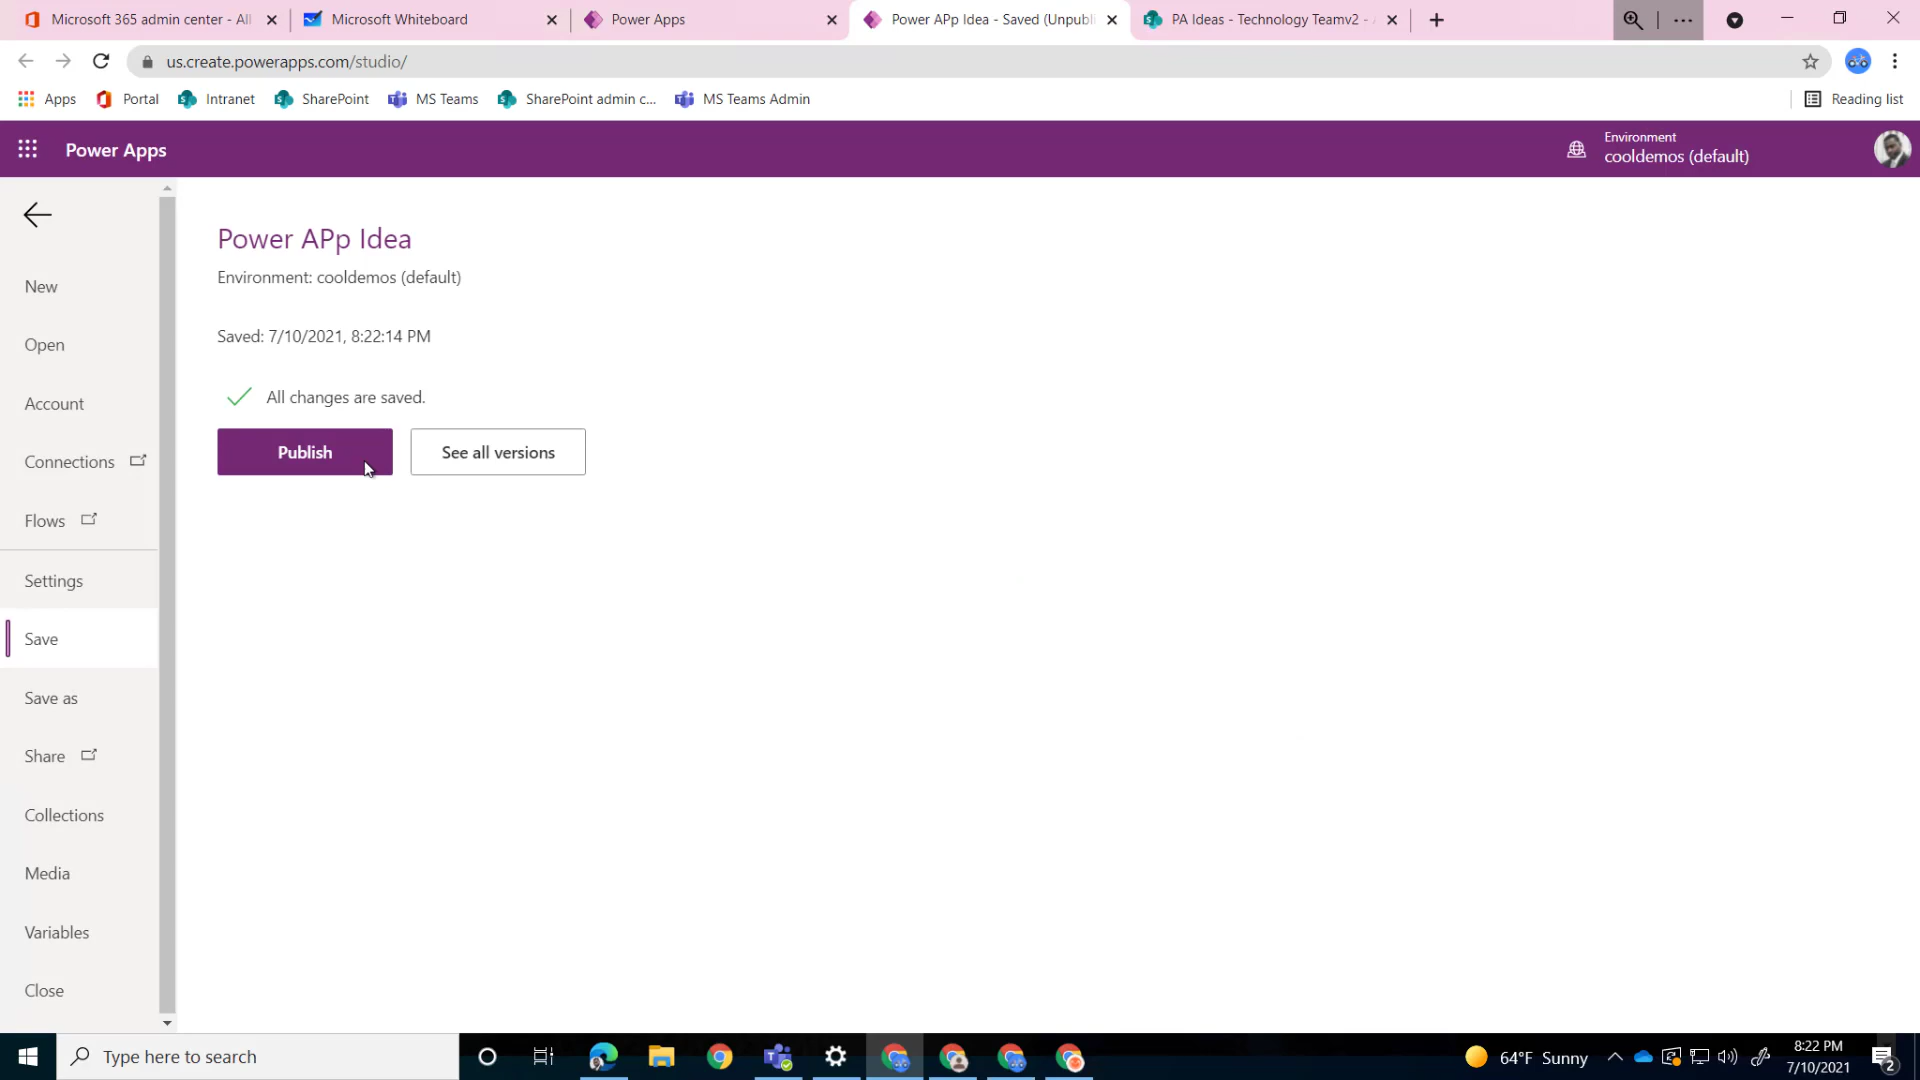 Microsoft 365 admin center - All
Microsoft Whiteboard
Power Apps
Power APp Idea - Saved (Unpubli
PA Ideas - Technology Teamv2 -
us.create.powerapps.com/studio/
Apps
Portal
Intranet
SharePoint
MS Teams
SharePoint admin c...
MS Teams Admin
Reading list
Power Apps
Environment
cooldemos (default)
New
Open
Account
Connections
Flows
Settings
Save
Save as
Share
Collections
Media
Variables
Close
Power APp Idea
Environment: cooldemos (default)
Saved: 7/10/2021, 8:22:14 PM
All changes are saved.
Publish
See all versions
Type here to search
64°F Sunny
8:22 PM
7/10/2021
2